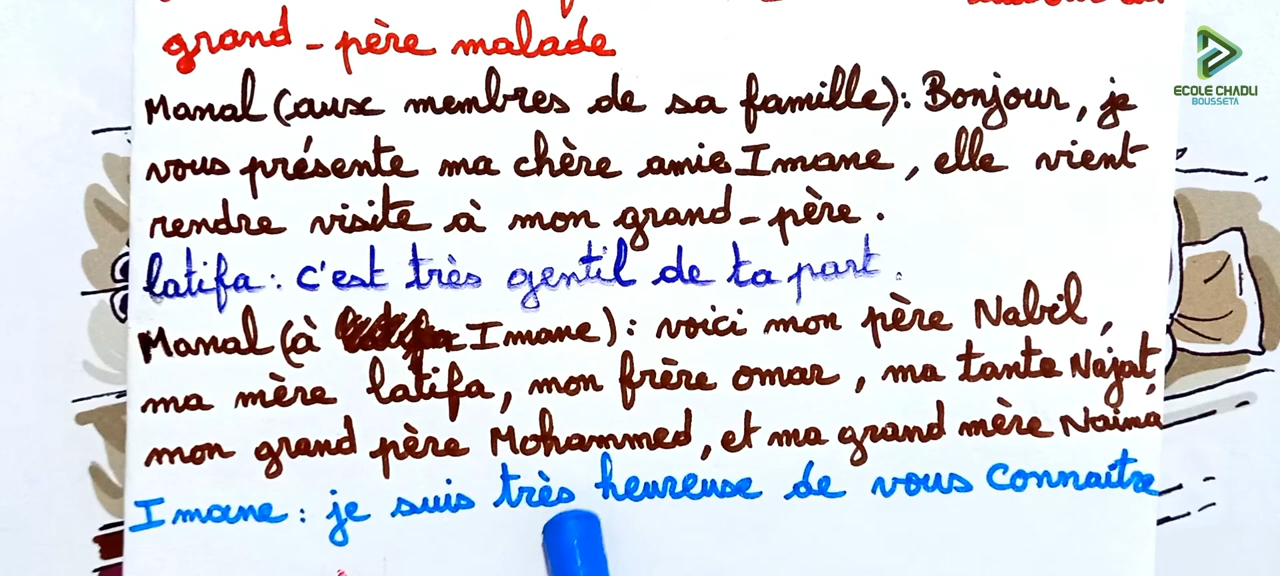 grand-père malade
Manal (aux membres de sa famille): Bonjour, je
vous présente ma chère amie Imane, elle vient
rendre visite à mon grand-père.
latifa: c'est très gentil de ta part.
Manal (à Imane): voici mon père Nabil,
ma mère latifa, mon frère omar, ma tante Najat,
mon grand père Mohammed, et ma grand mère Naima
Imane: je suis très heureuse de vous connaitre
ECOLE CHADLI
BOUSSETA